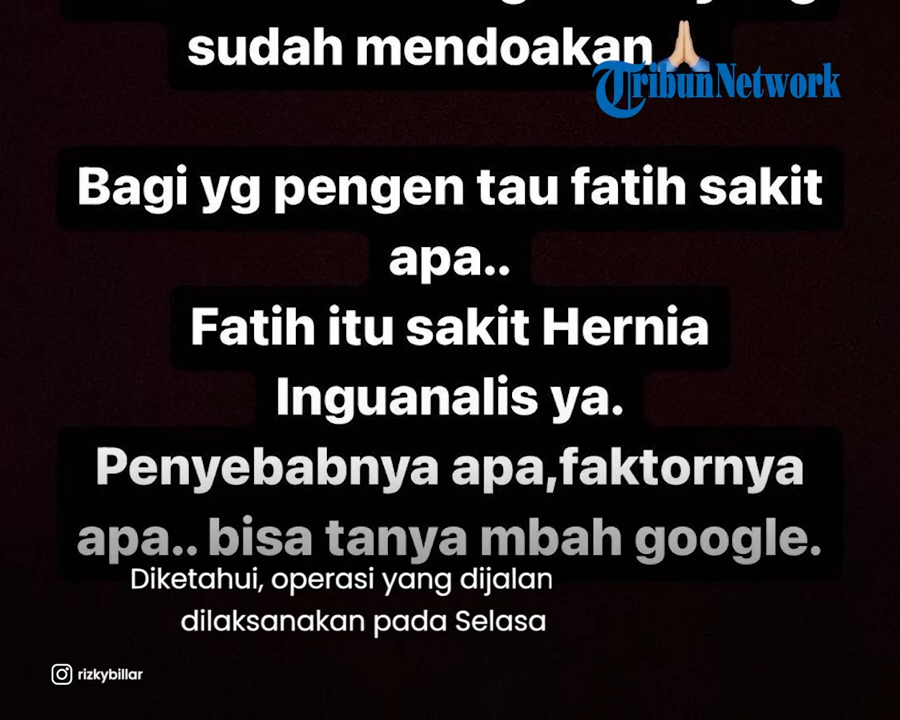 sudah mendoakan🙏🏼
TribunNetwork
Bagi yg pengen tau fatih sakit
apa..
Fatih itu sakit Hernia
Inguanalis ya.
Penyebabnya apa,faktornya
apa.. bisa tanya mbah google.
Diketahui, operasi yang dijalan
dilaksanakan pada Selasa
rizkybillar